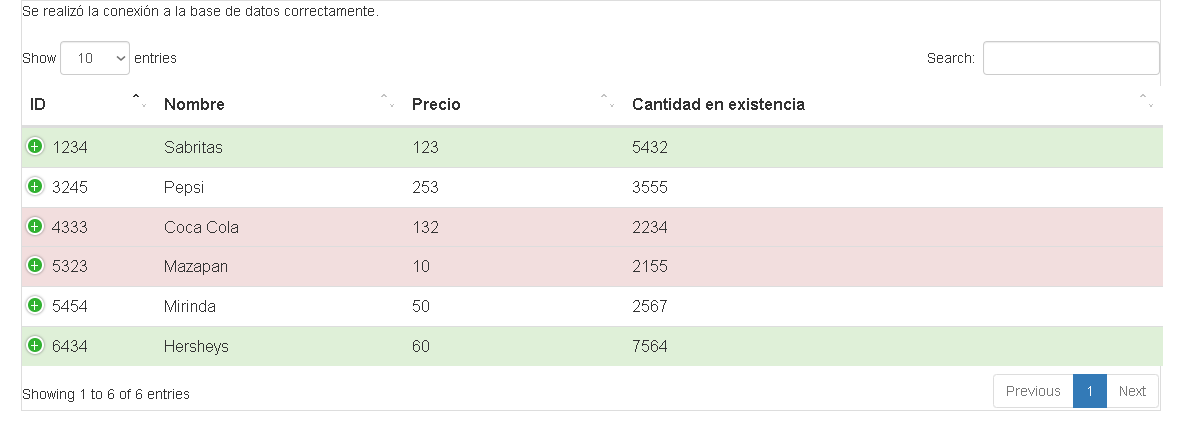 Se realizó la conexión a la base de datos correctamente.
Show 10 entries Search:
ID Nombre Precio Cantidad en existencia
1234 Sabritas 123 5432
3245 Pepsi 253 3555
4333 Coca Cola 132 2234
5323 Mazapan 10 2155
5454 Mirinda 50 2567
6434 Hersheys 60 7564
Showing 1 to 6 of 6 entries Previous 1 Next